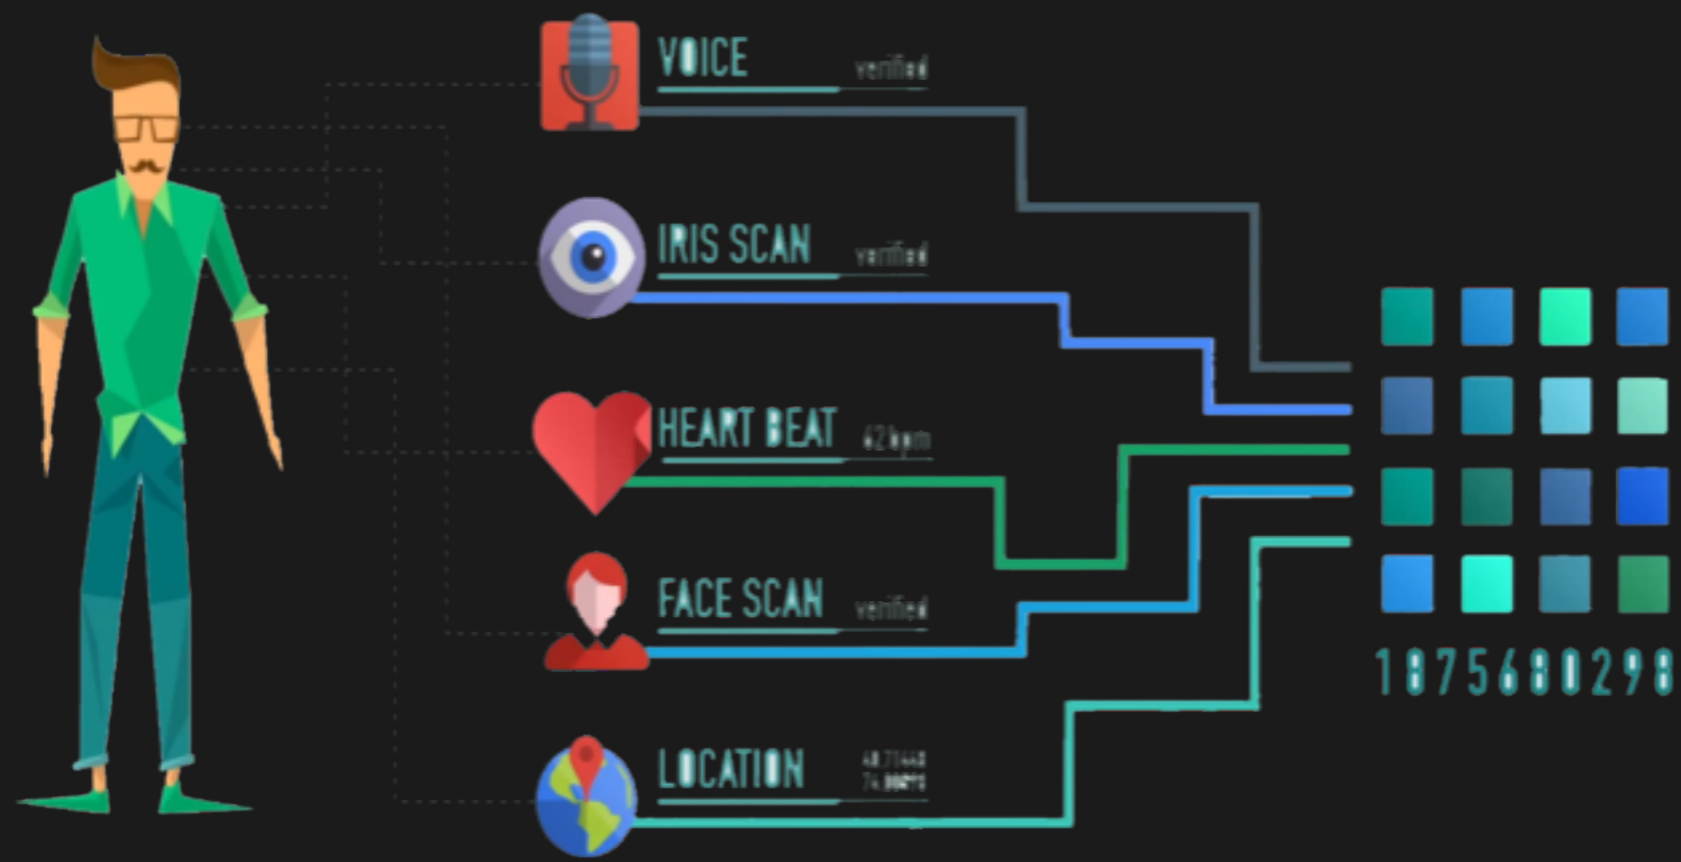 VOICE verified
IRIS SCAN verified
HEART BEAT 62 bpm
FACE SCAN verified
LOCATION
1875680298